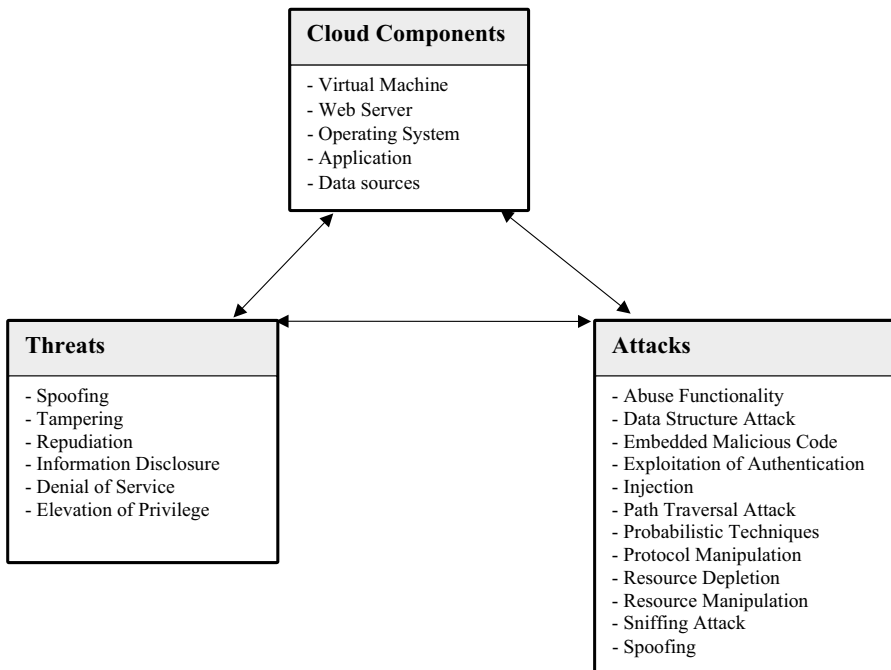 Cloud Components
- Virtual Machine
- Web Server
- Operating System
- Application
- Data sources
Threats
- Spoofing
- Tampering
- Repudiation
- Information Disclosure
- Denial of Service
- Elevation of Privilege
Attacks
- Abuse Functionality
- Data Structure Attack
- Embedded Malicious Code
- Exploitation of Authentication
- Injection
- Path Traversal Attack
- Probabilistic Techniques
- Protocol Manipulation
- Resource Depletion
- Resource Manipulation
- Sniffing Attack
- Spoofing